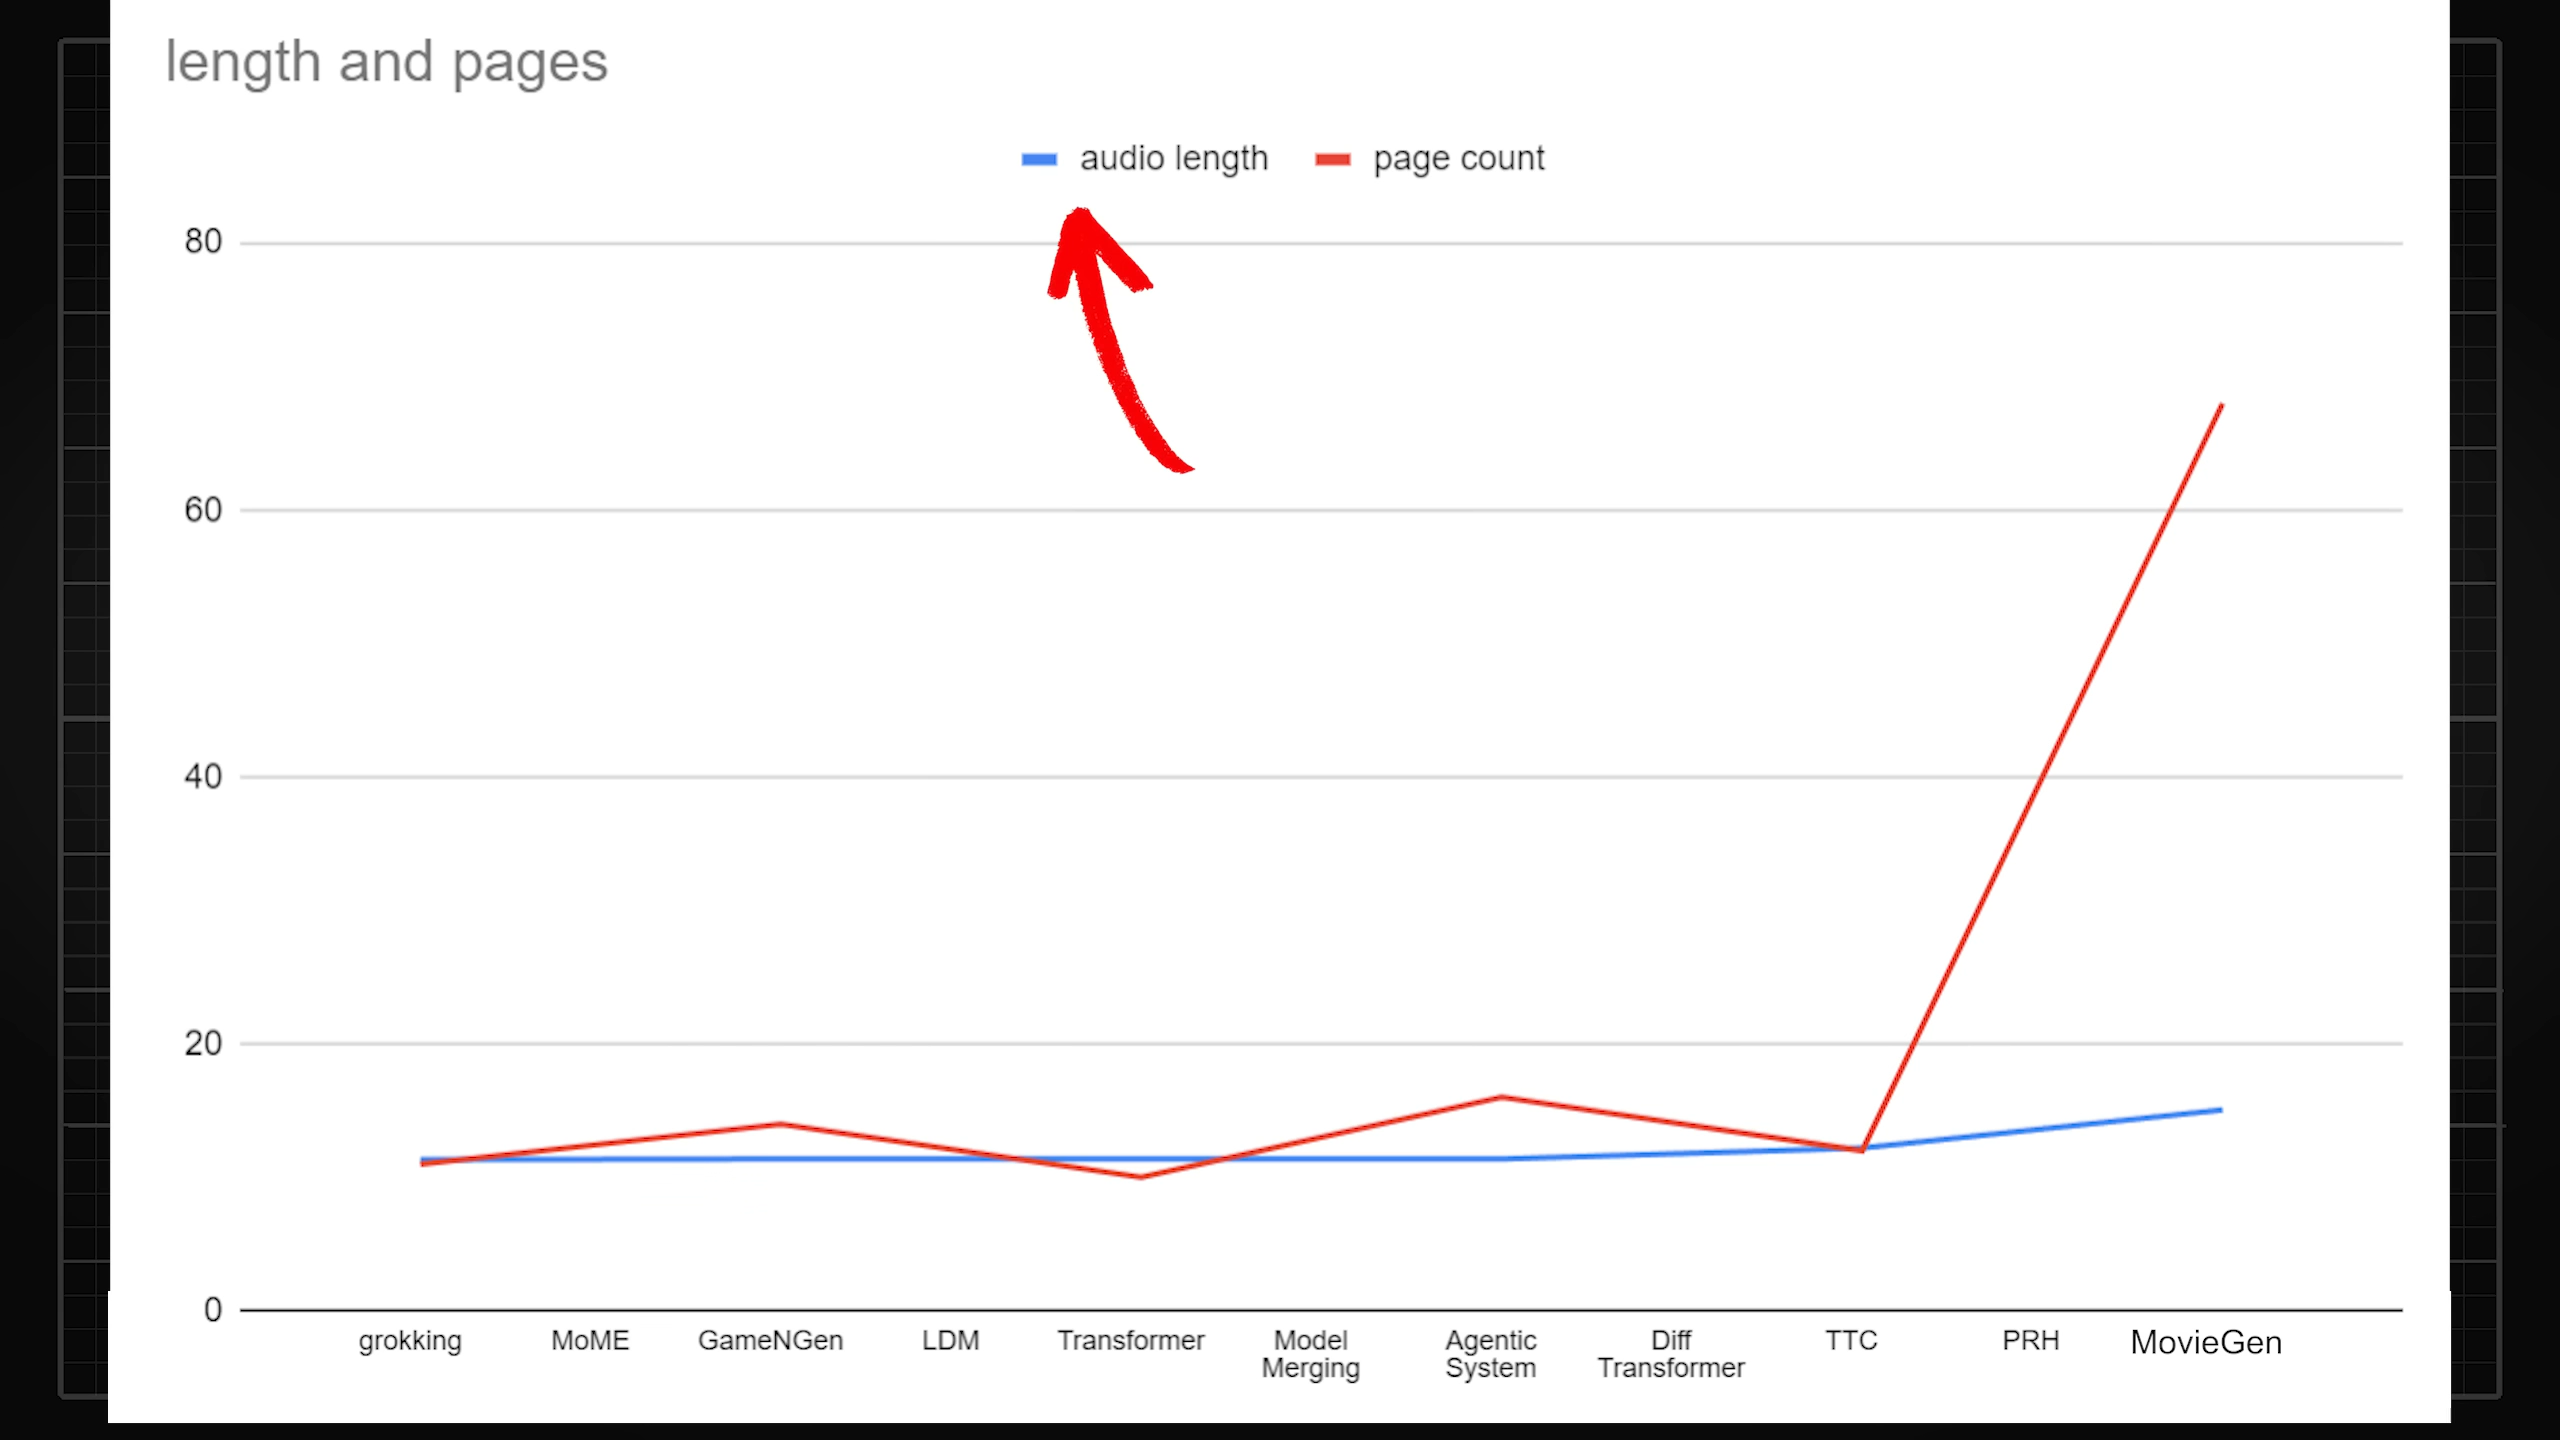 length and pages
audio length page count
80
60
40
20
0
grokking MoME GameNGen LDM Transformer Model Merging Agentic System Diff Transformer TTC PRH MovieGen